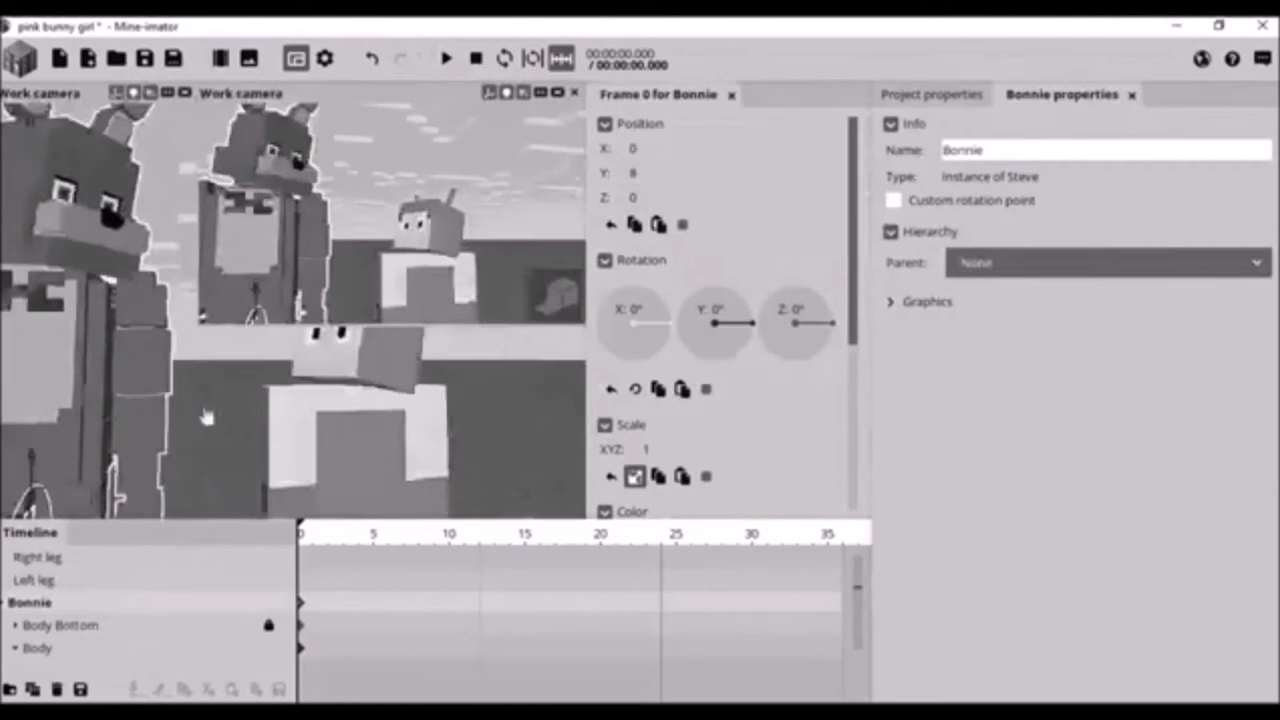 pink bunny girl * - Mine-imator
00:00:00.000
/ 00:00:00.000
Work camera
Work camera
Frame 0 for Bonnie
Project properties
Bonnie properties
Position
X: 0
Y: 8
Z: 0
Rotation
X: 0°
Y: 0°
Z: 0°
Scale
XYZ: 1
Color
Info
Name: Bonnie
Type: Instance of Steve
Custom rotation point
Hierarchy
Parent: None
Graphics
Timeline
0 5 10 15 20 25 30 35
Right leg
Left leg
Bonnie
Body Bottom
Body